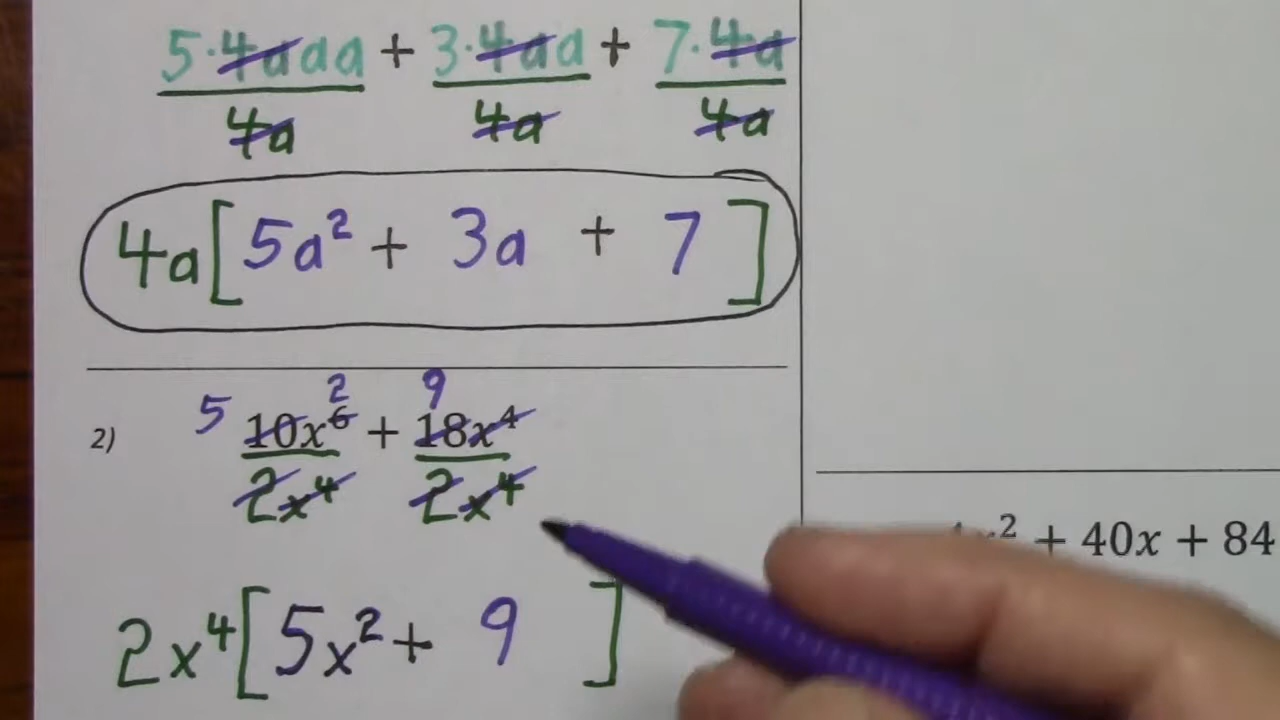 5·4aaa + 3·4aa + 7·4a
4a 4a 4a
4a[5a² + 3a + 7]
5 2 9
2) 10x⁶ + 18x⁴
2x⁴ 2x⁴
x² + 40x + 84
2x⁴[5x² + 9]